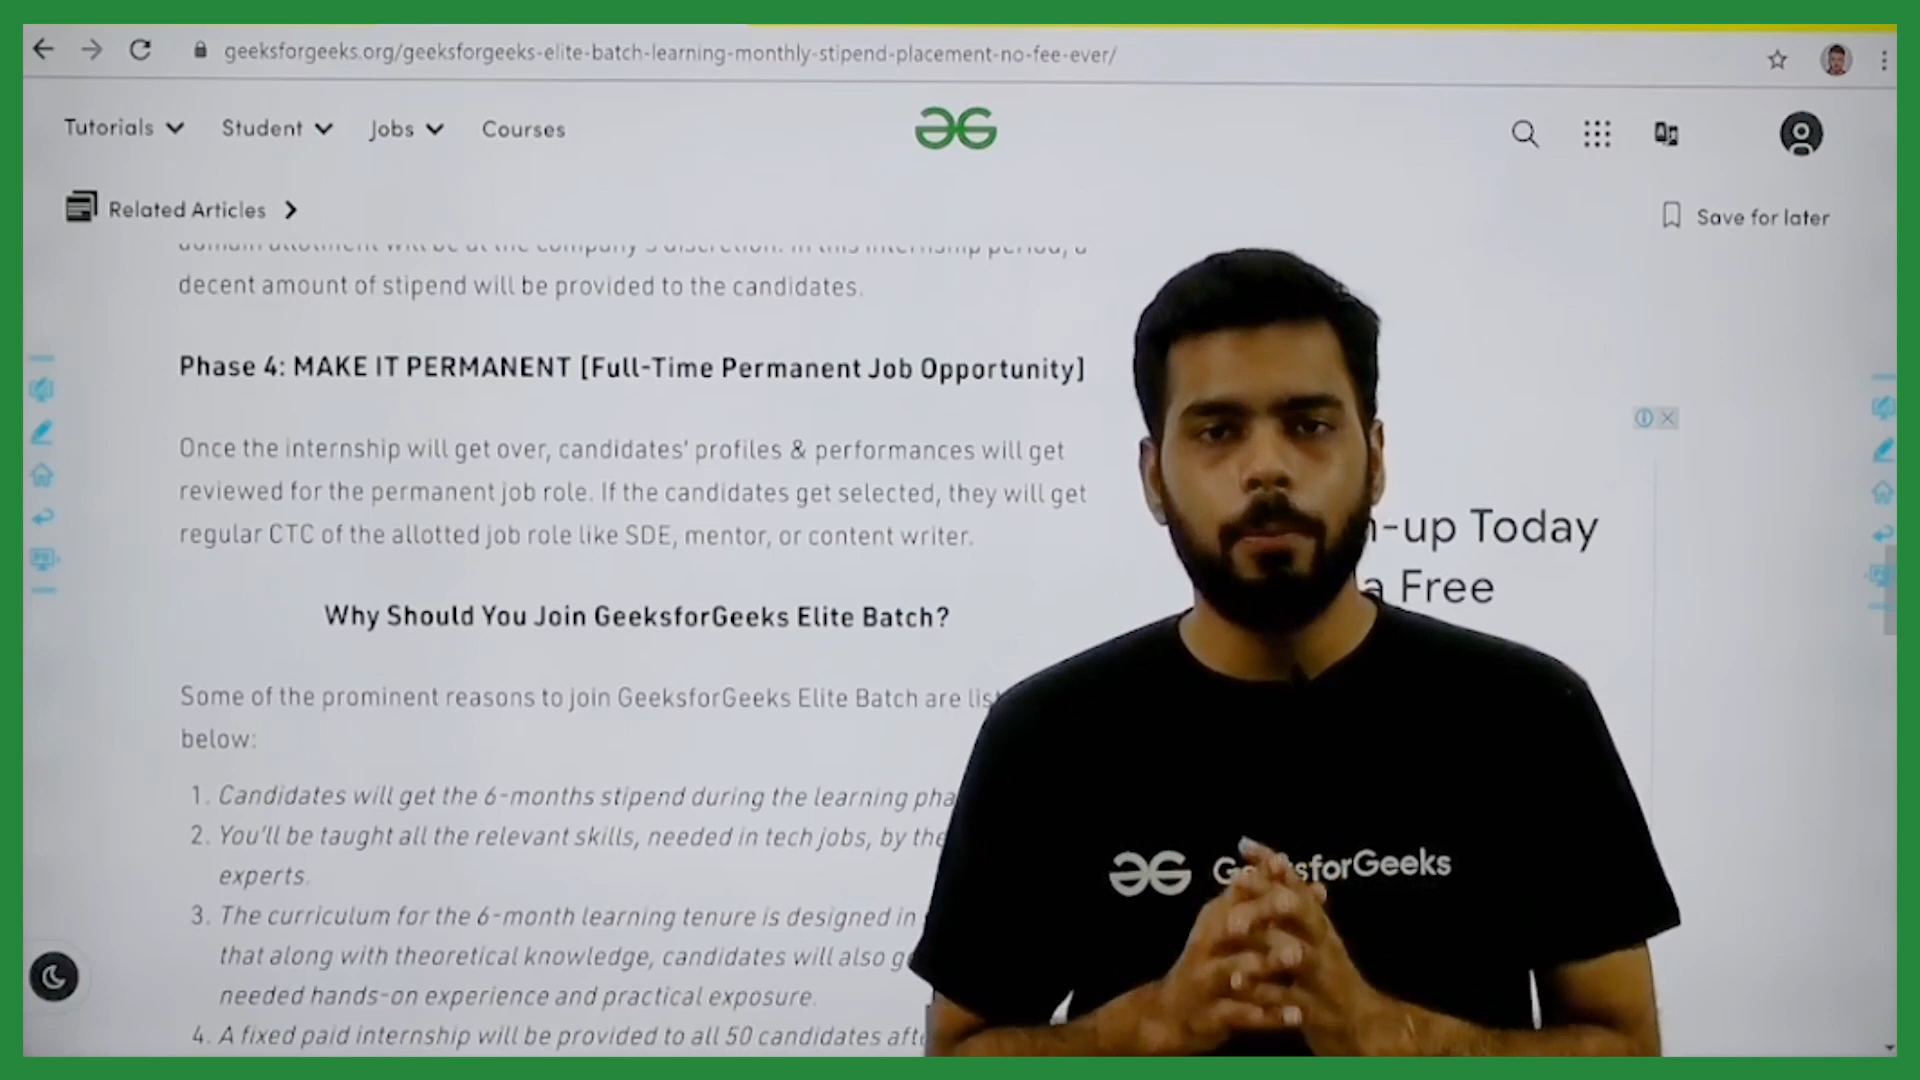 geeksforgeeks.org/geeksforgeeks-elite-batch-learning-monthly-stipend-placement-no-fee-ever/
Tutorials Student Jobs Courses
Related Articles
Save for later
decent amount of stipend will be provided to the candidates.
Phase 4: MAKE IT PERMANENT [Full-Time Permanent Job Opportunity]
Once the internship will get over, candidates' profiles & performances will get
reviewed for the permanent job role. If the candidates get selected, they will get
regular CTC of the allotted job role like SDE, mentor, or content writer.
-up Today
a Free
Why Should You Join GeeksforGeeks Elite Batch?
Some of the prominent reasons to join GeeksforGeeks Elite Batch are
below:
1. Candidates will get the 6-months stipend during the learning
2. You'll be taught all the relevant skills, needed in tech jobs, by the
experts.
3. The curriculum for the 6-month learning tenure is designed in
that along with theoretical knowledge, candidates will also
needed hands-on experience and practical exposure.
4. A fixed paid internship will be provided to all 50 candidates
GeeksforGeeks